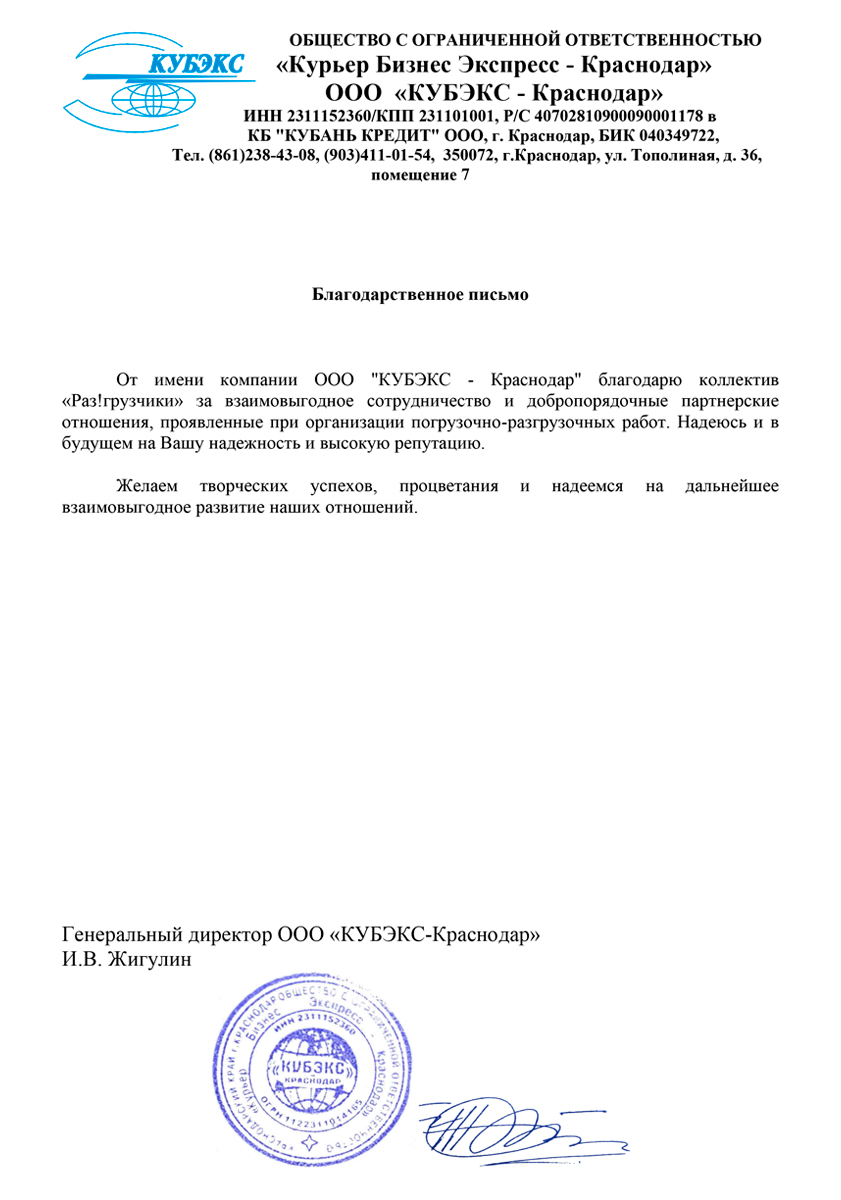 КУБЭКС
ОБЩЕСТВО С ОГРАНИЧЕННОЙ ОТВЕТСТВЕННОСТЬЮ
«Курьер Бизнес Экспресс - Краснодар»
ООО «КУБЭКС - Краснодар»
ИНН 2311152360/КПП 231101001, Р/С 40702810900090001178 в
КБ "КУБАНЬ КРЕДИТ" ООО, г. Краснодар, БИК 040349722,
Тел. (861)238-43-08, (903)411-01-54, 350072, г.Краснодар, ул. Тополиная, д. 36,
помещение 7
Благодарственное письмо
От имени компании ООО "КУБЭКС - Краснодар" благодарю коллектив
«Раз!грузчики» за взаимовыгодное сотрудничество и добропорядочные партнерские
отношения, проявленные при организации погрузочно-разгрузочных работ. Надеюсь и в
будущем на Вашу надежность и высокую репутацию.
Желаем творческих успехов, процветания и надеемся на дальнейшее
взаимовыгодное развитие наших отношений.
Генеральный директор ООО «КУБЭКС-Краснодар»
И.В. Жигулин
КРАСНОДАРСКИЙ КРАЙ г.КРАСНОДАР
ОБЩЕСТВО С ОГРАНИЧЕННОЙ ОТВЕТСТВЕННОСТЬЮ
«Курьер Бизнес Экспресс - Краснодар»
ИНН 2311152360
«КУБЭКС»
КРАСНОДАР